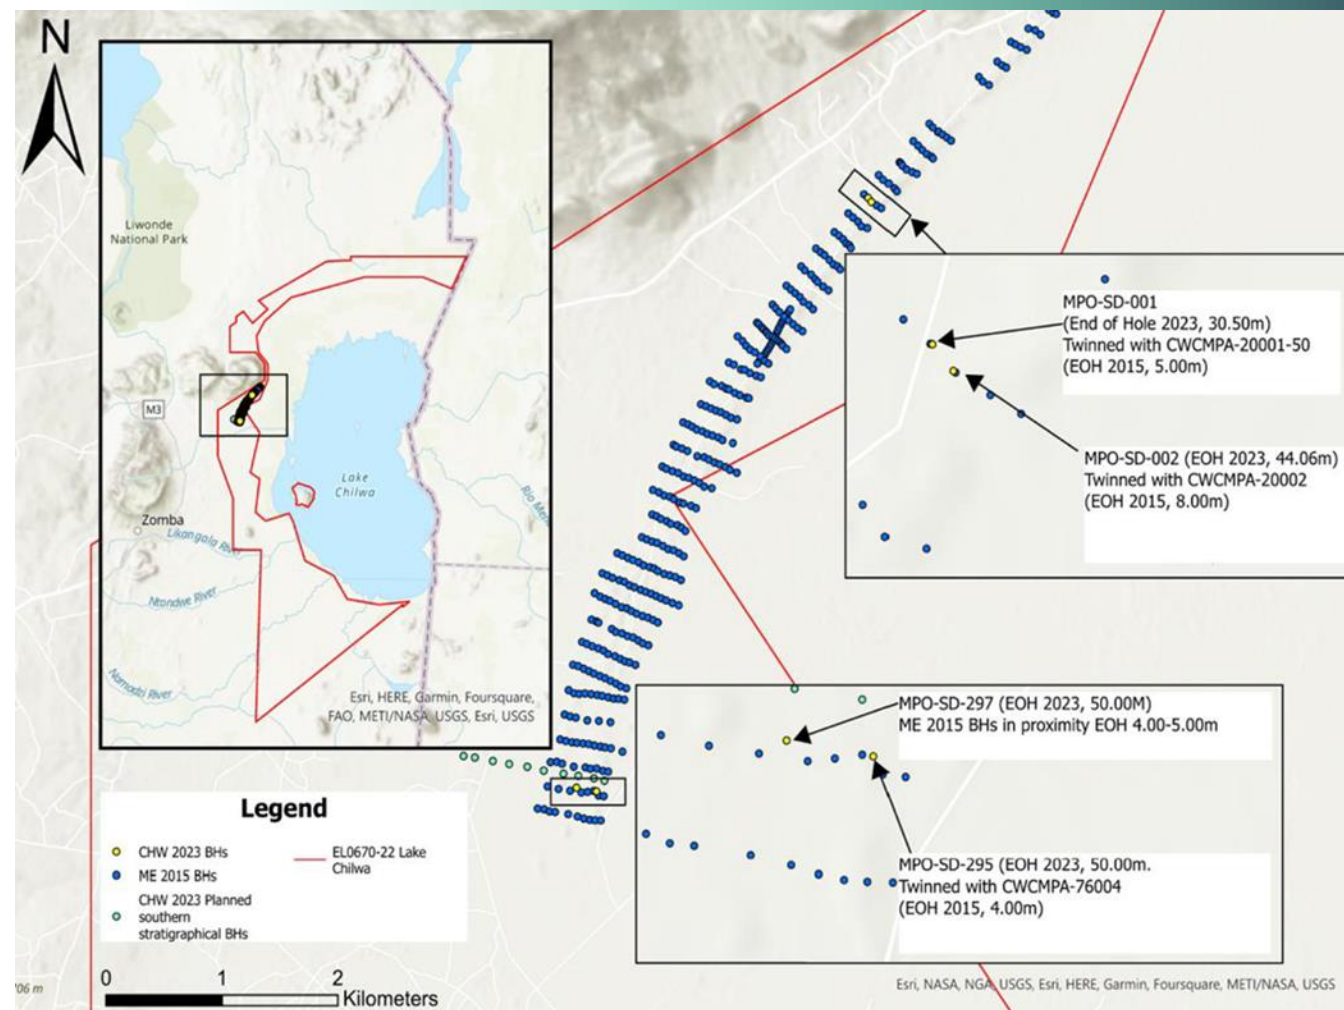 N
Liwonde
National Park
M3
Zomba
Likangala River
Ntondwe River
Namadzi River
Lake
Chilwa
Esri, HERE, Garmin, Foursquare,
FAO, METI/NASA, USGS, Esri, USGS
MPO-SD-001
(End of Hole 2023, 30.50m)
Twinned with CWCMPA-20001-50
(EOH 2015, 5.00m)
MPO-SD-002 (EOH 2023, 44.06m)
Twinned with CWCMPA-20002
(EOH 2015, 8.00m)
MPO-SD-297 (EOH 2023, 50.00M)
ME 2015 BHs in proximity EOH 4.00-5.00m
MPO-SD-295 (EOH 2023, 50.00m.
Twinned with CWCMPA-76004
(EOH 2015, 4.00m)
Legend
CHW 2023 BHs
ME 2015 BHs
CHW 2023 Planned
southern
stratigraphical BHs
EL0670-22 Lake
Chilwa
0 1 2
Kilometers
Esri, NASA, NGA, USGS, Esri, HERE, Garmin, Foursquare, METI/NASA, USGS